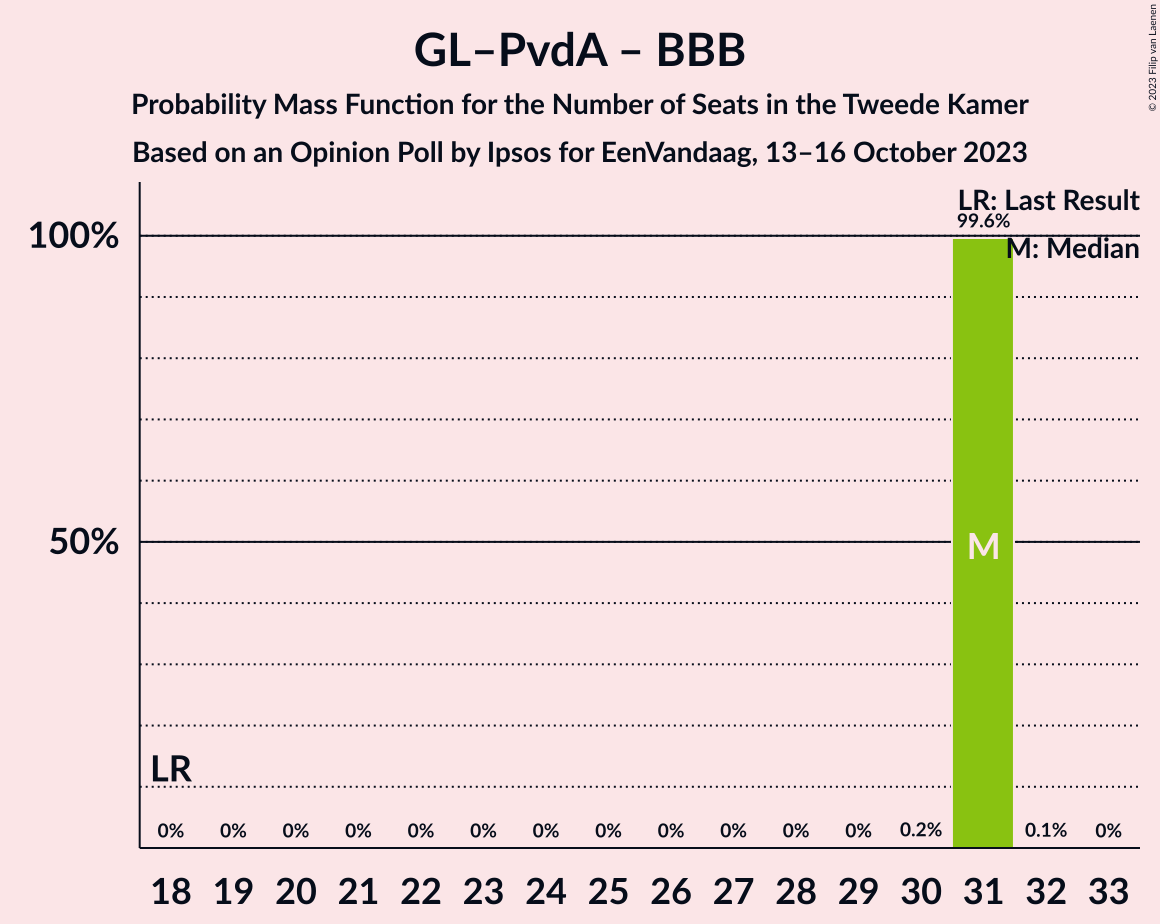 GL–PvdA – BBB
Probability Mass Function for the Number of Seats in the Tweede Kamer
Based on an Opinion Poll by Ipsos for EenVandaag, 13–16 October 2023
© 2023 Filip van Laenen
LR: Last Result
99.6%
100%
M: Median
50%
M
LR
0% 0% 0% 0% 0% 0% 0% 0% 0% 0% 0% 0% 0.2% 0.1% 0%
18 19 20 21 22 23 24 25 26 27 28 29 30 31 32 33